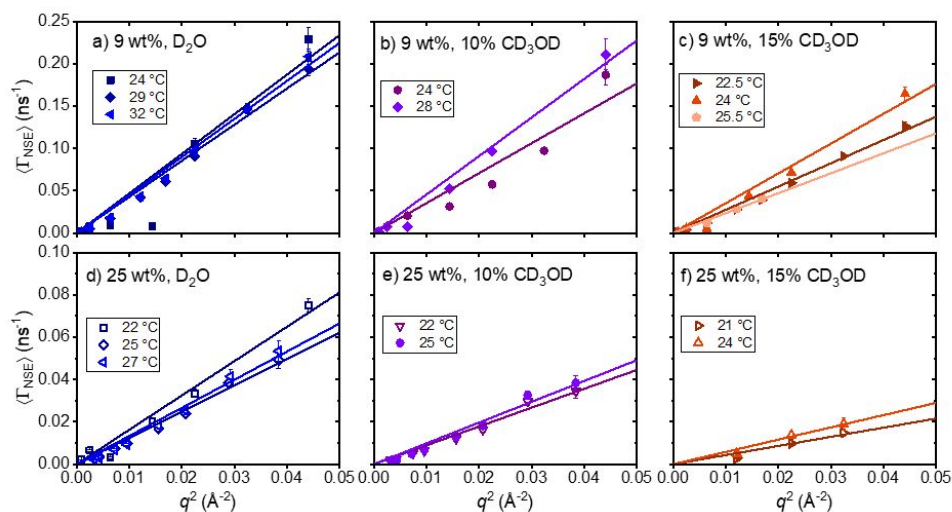 a) 9 wt%, D₂O
24 °C
29 °C
32 °C
b) 9 wt%, 10% CD₃OD
24 °C
28 °C
c) 9 wt%, 15% CD₃OD
22.5 °C
24 °C
25.5 °C
⟨Γ_NSE⟩ (ns⁻¹)
0.25
0.20
0.15
0.10
0.05
0.00
d) 25 wt%, D₂O
22 °C
25 °C
27 °C
e) 25 wt%, 10% CD₃OD
22 °C
25 °C
f) 25 wt%, 15% CD₃OD
21 °C
24 °C
⟨Γ_NSE⟩ (ns⁻¹)
0.10
0.08
0.06
0.04
0.02
0.00
0.00 0.01 0.02 0.03 0.04 0.05 0.00 0.01 0.02 0.03 0.04 0.05 0.00 0.01 0.02 0.03 0.04 0.05
q² (Å⁻²) q² (Å⁻²) q² (Å⁻²)